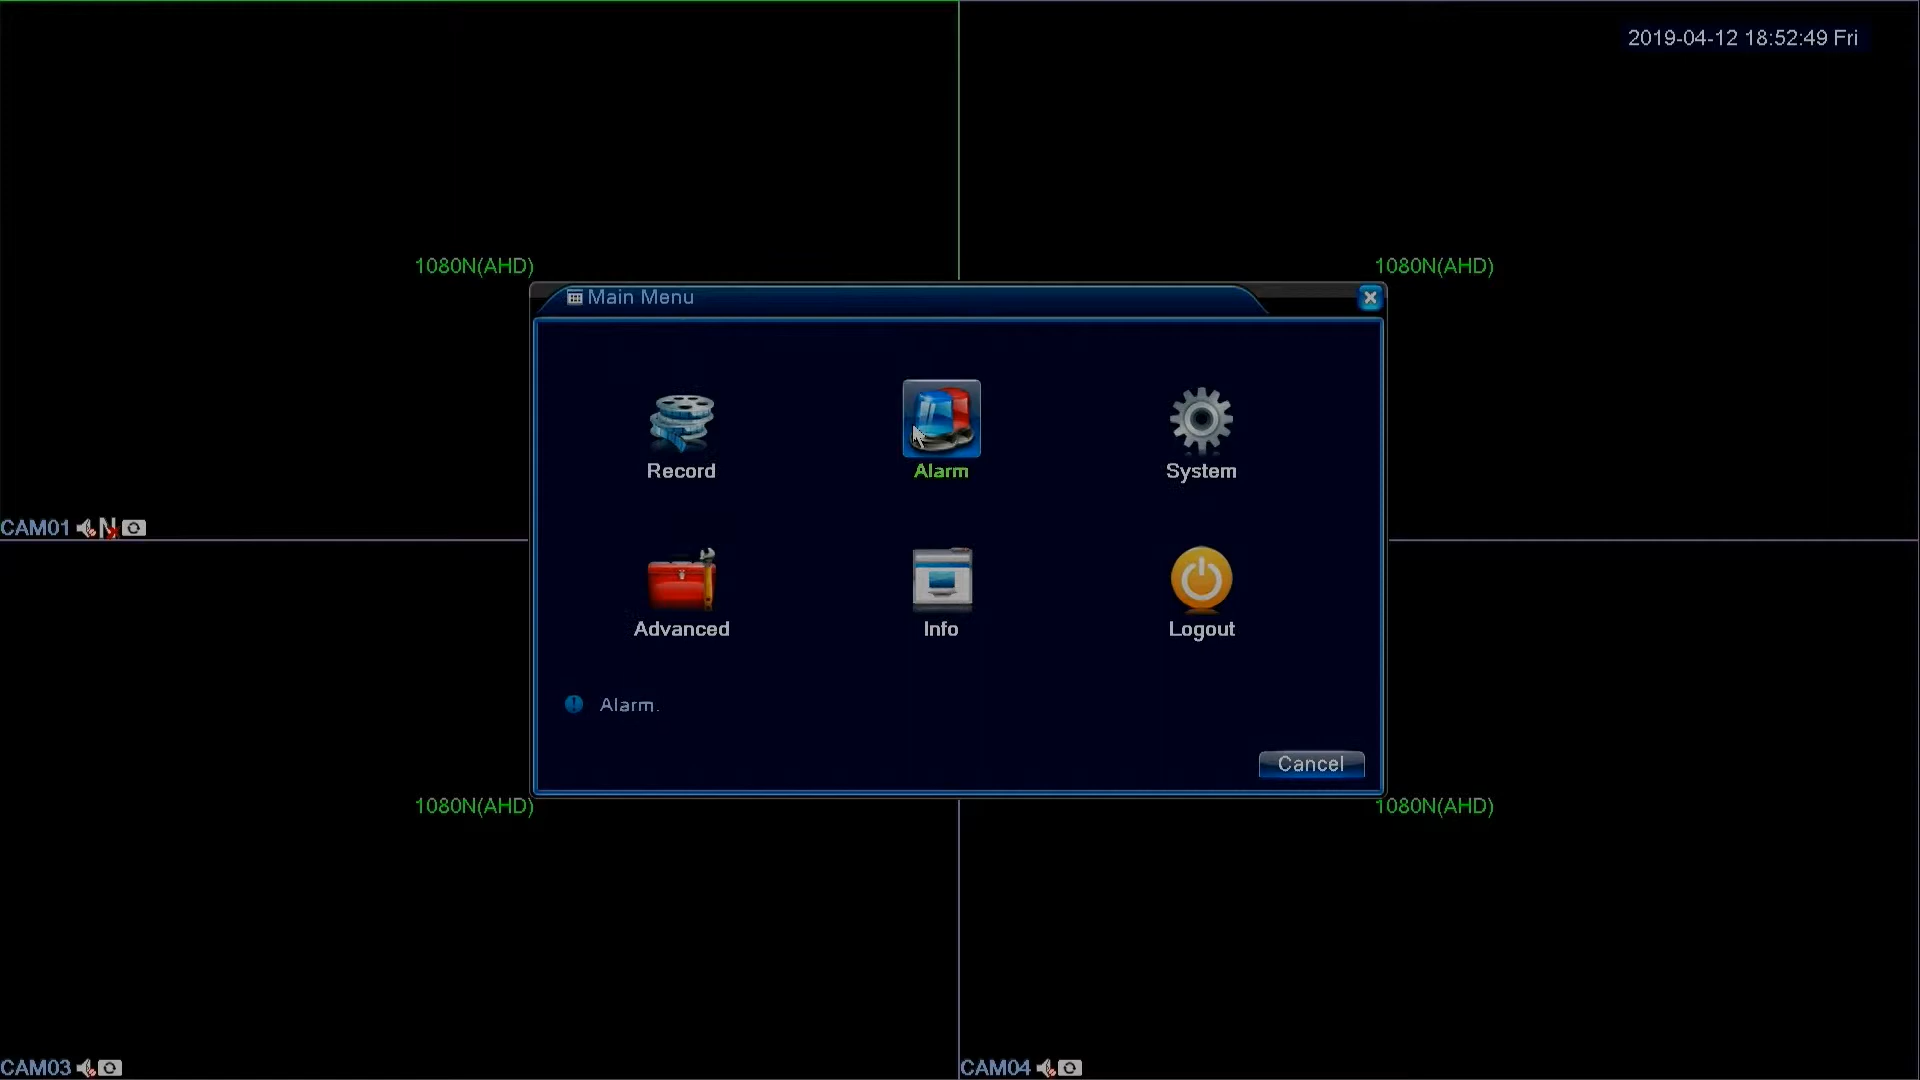 2019-04-12 18:52:49 Fri
1080N(AHD)
1080N(AHD)
Main Menu
Record
Alarm
System
CAM01 N
Advanced
Info
Logout
Alarm.
Cancel
1080N(AHD)
1080N(AHD)
CAM03
CAM04